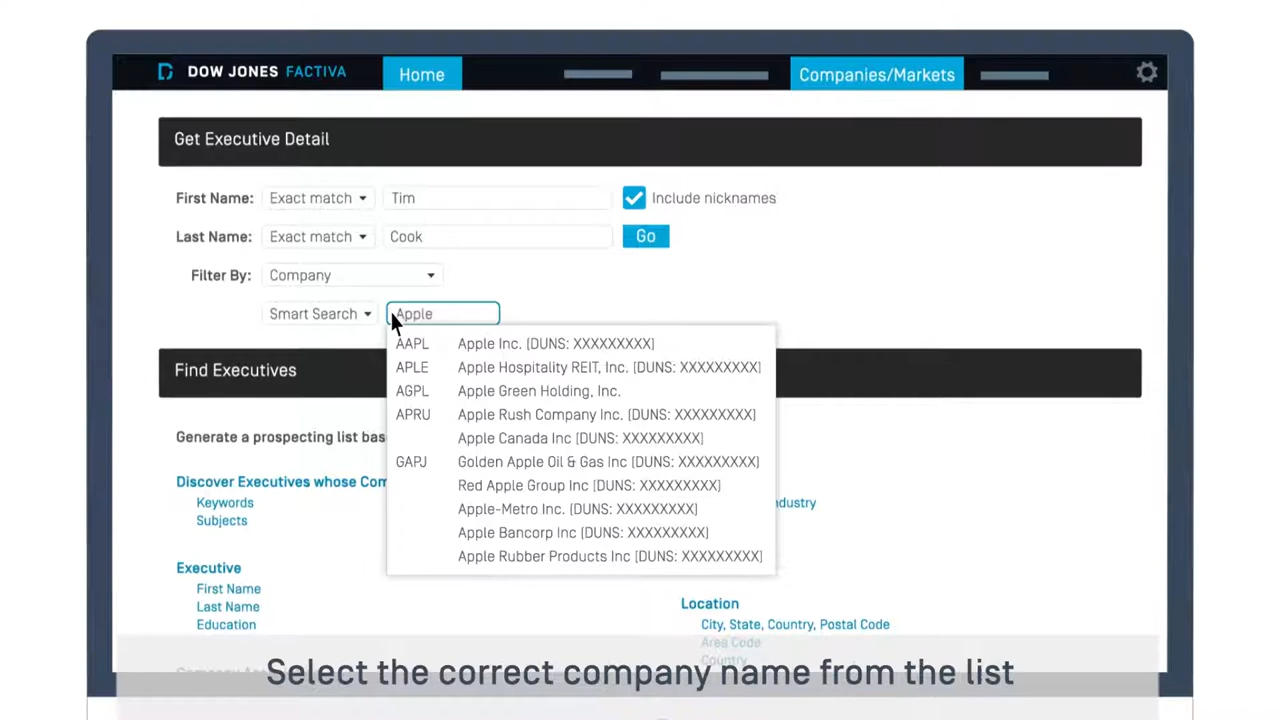 DOW JONES FACTIVA Home Companies/Markets
Get Executive Detail
First Name: Exact match Tim Include nicknames
Last Name: Exact match Cook Go
Filter By: Company
Smart Search Apple
AAPL Apple Inc. [DUNS: XXXXXXXXX]
APLE Apple Hospitality REIT, Inc. [DUNS: XXXXXXXXX]
Find Executives
AGPL Apple Green Holding, Inc.
APRU Apple Rush Company Inc. [DUNS: XXXXXXXXX]
Generate a prospecting list bas
Apple Canada Inc [DUNS: XXXXXXXXX]
GAPJ Golden Apple Oil & Gas Inc [DUNS: XXXXXXXXX]
Discover Executives whose Com
Red Apple Group Inc [DUNS: XXXXXXXXX]
Keywords
Apple-Metro Inc. [DUNS: XXXXXXXXX]
ndustry
Subjects
Apple Bancorp Inc [DUNS: XXXXXXXXX]
Apple Rubber Products Inc [DUNS: XXXXXXXXX]
Executive
First Name
Last Name
Education
Location
City, State, Country, Postal Code
Area Code
Country
Select the correct company name from the list